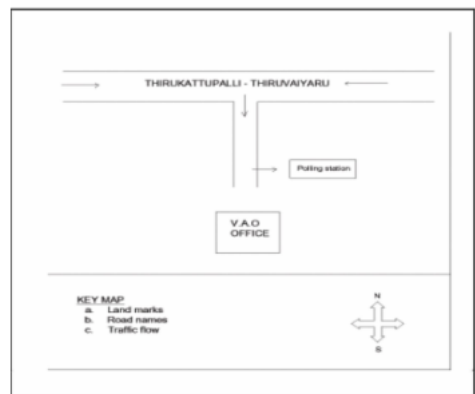 THIRUKATTUPALLI - THIRUVAIYARU
Polling station
V.A.O
OFFICE
KEY MAP
a. Land marks
b. Road names
c. Traffic flow
N
S